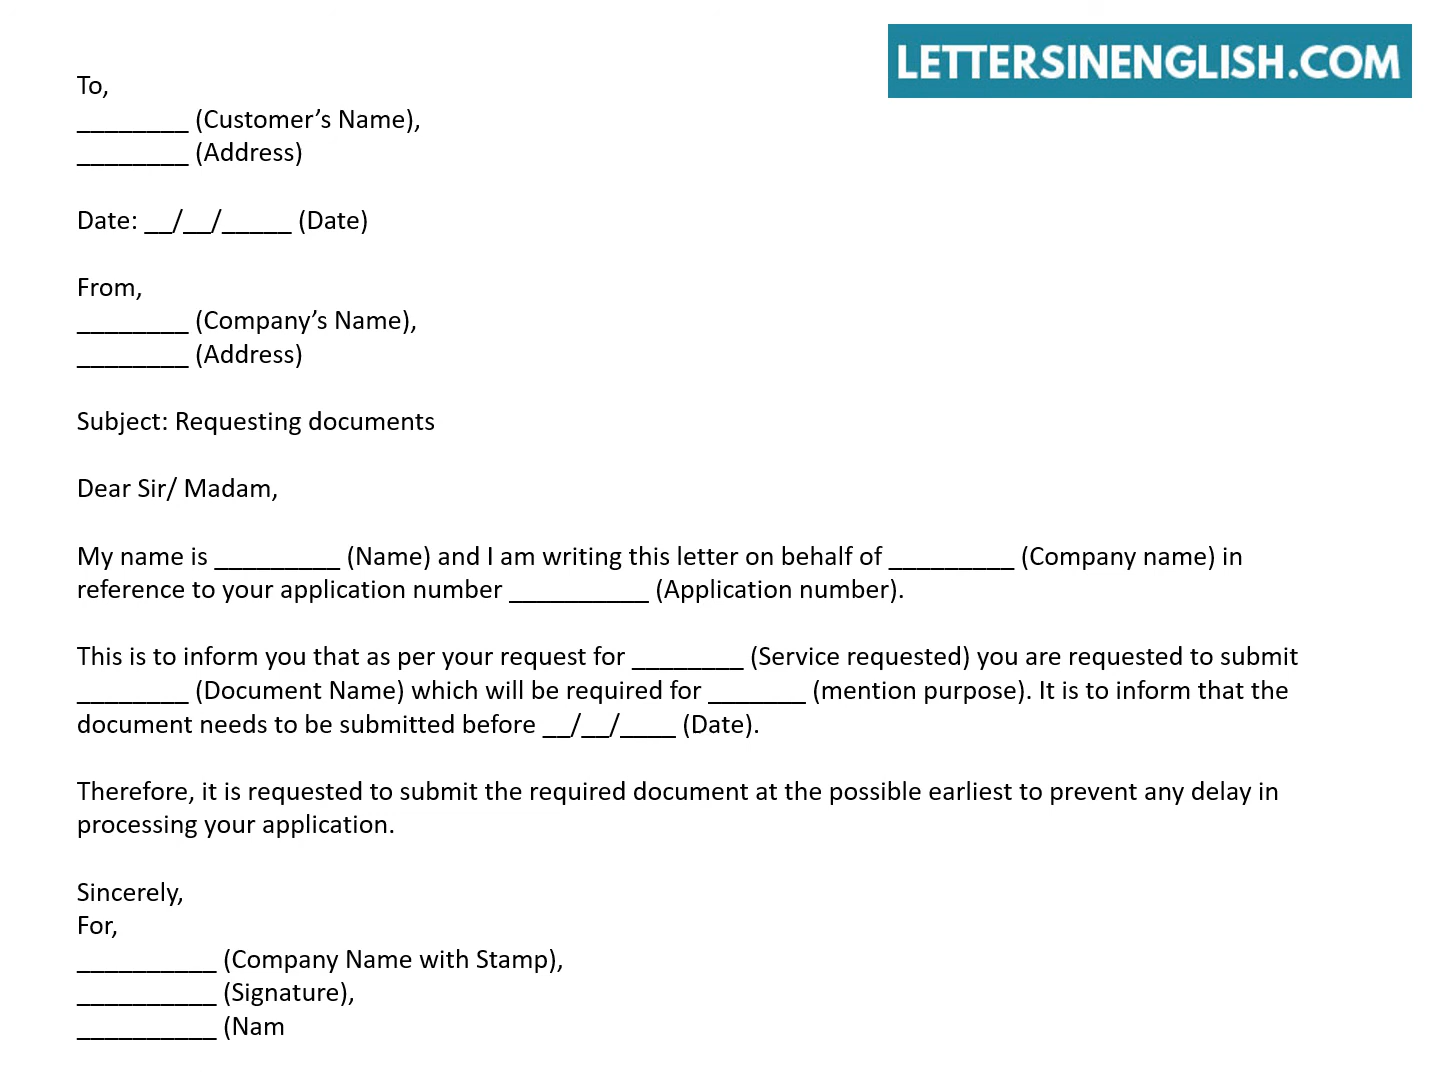 LETTERSINENGLISH.COM
To,
________ (Customer’s Name),
________ (Address)
Date: __/__/_____ (Date)
From,
________ (Company’s Name),
________ (Address)
Subject: Requesting documents
Dear Sir/ Madam,
My name is _________ (Name) and I am writing this letter on behalf of _________ (Company name) in
reference to your application number __________ (Application number).
This is to inform you that as per your request for ________ (Service requested) you are requested to submit
________ (Document Name) which will be required for _______ (mention purpose). It is to inform that the
document needs to be submitted before __/__/____ (Date).
Therefore, it is requested to submit the required document at the possible earliest to prevent any delay in
processing your application.
Sincerely,
For,
__________ (Company Name with Stamp),
__________ (Signature),
__________ (Nam